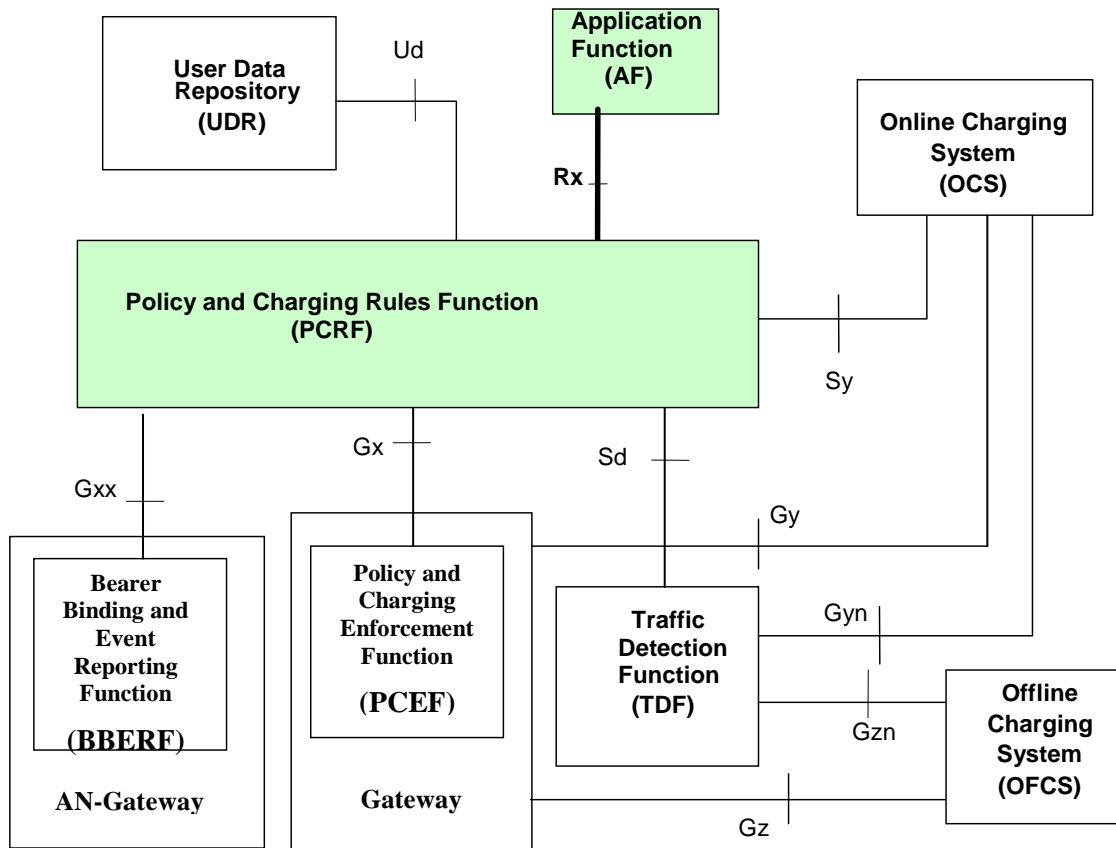 User Data
Repository
(UDR)
Ud
Application
Function
(AF)
Rx
Online Charging
System
(OCS)
Policy and Charging Rules Function
(PCRF)
Sy
Gxx
Gx
Sd
Gy
Bearer
Binding and
Event
Reporting
Function
(BBERF)
AN-Gateway
Policy and
Charging
Enforcement
Function
(PCEF)
Gateway
Traffic
Detection
Function
(TDF)
Gyn
Gzn
Gz
Offline
Charging
System
(OFCS)